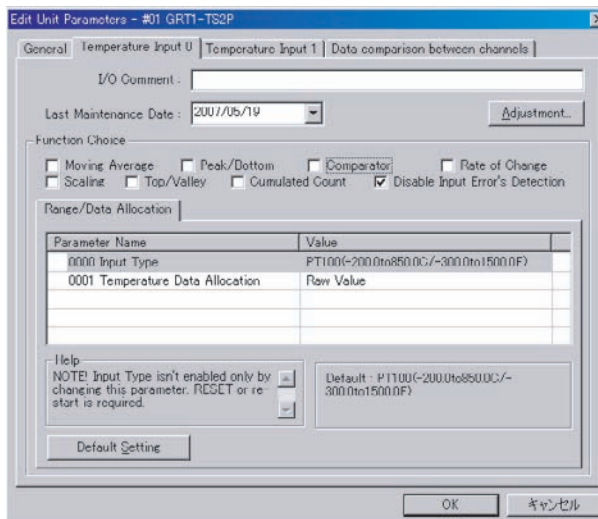 Edit Unit Parameters - #01 GRT1-TS2P
General Temperature Input 0 Temperature Input 1 Data comparison between channels
I/O Comment :
Last Maintenance Date : 2007/05/19 Adjustment...
Function Choice
Moving Average Peak/Bottom Comparator Rate of Change
Scaling Top/Valley Cumulated Count Disable Input Error's Detection
Range/Data Allocation
Parameter Name Value
0000 Input Type PT100(-200.0to850.0C/-300.0to1500.0F)
0001 Temperature Data Allocation Raw Value
Help
NOTE! Input Type isn't enabled only by
changing this parameter. RESET or re-
start is required.
Default : PT100(-200.0to850.0C/-
300.0to1500.0F)
Default Setting
OK キャンセル